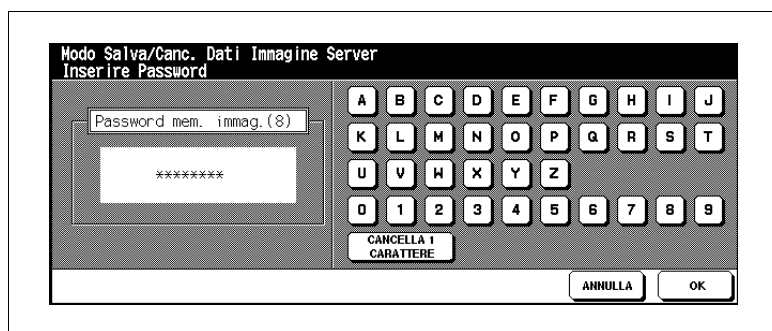 Modo Salva/Canc. Dati Immagine Server
Inserire Password
Password mem. immag.(8)
********
A B C D E F G H I J
K L M N O P Q R S T
U V W X Y Z
0 1 2 3 4 5 6 7 8 9
CANCELLA 1
CARATTERE
ANNULLA OK